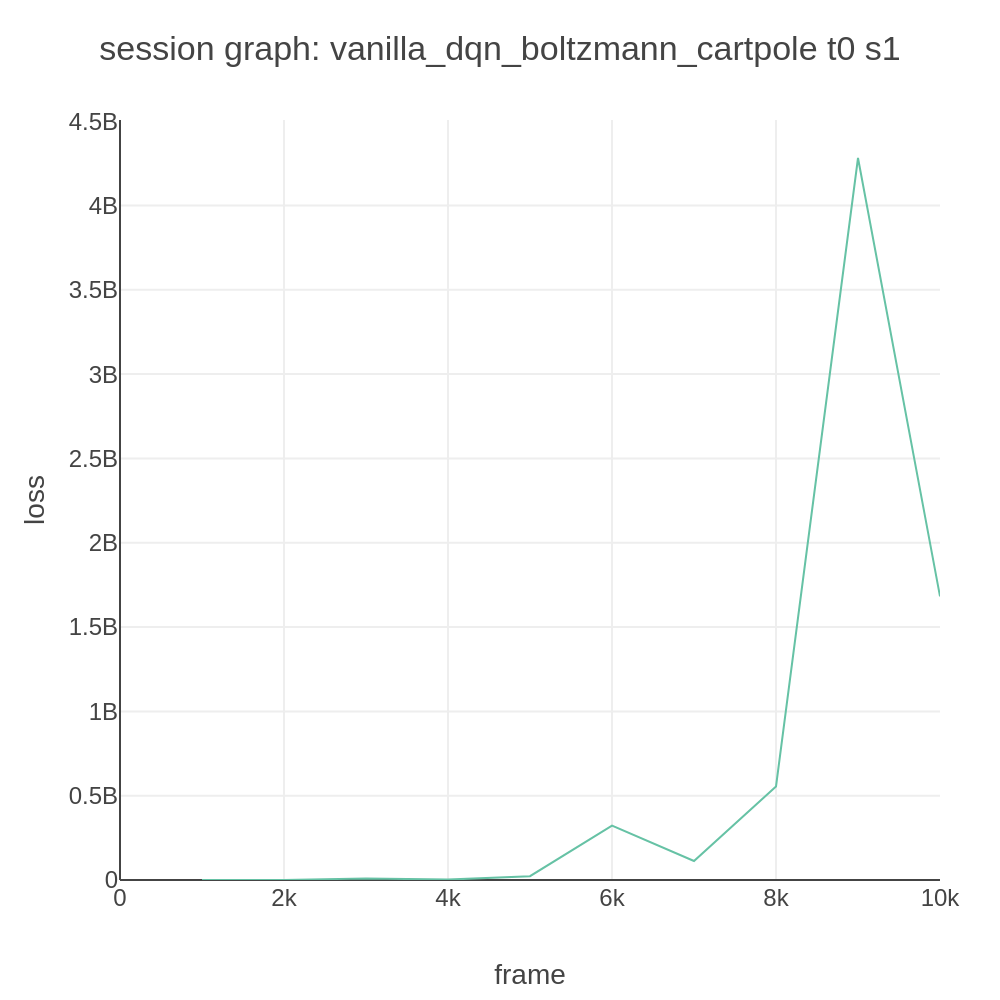 session graph: vanilla_dqn_boltzmann_cartpole t0 s1
4.5B
4B
3.5B
3B
2.5B
2B
1.5B
1B
0.5B
0
loss
0
2k
4k
6k
8k
10k
frame